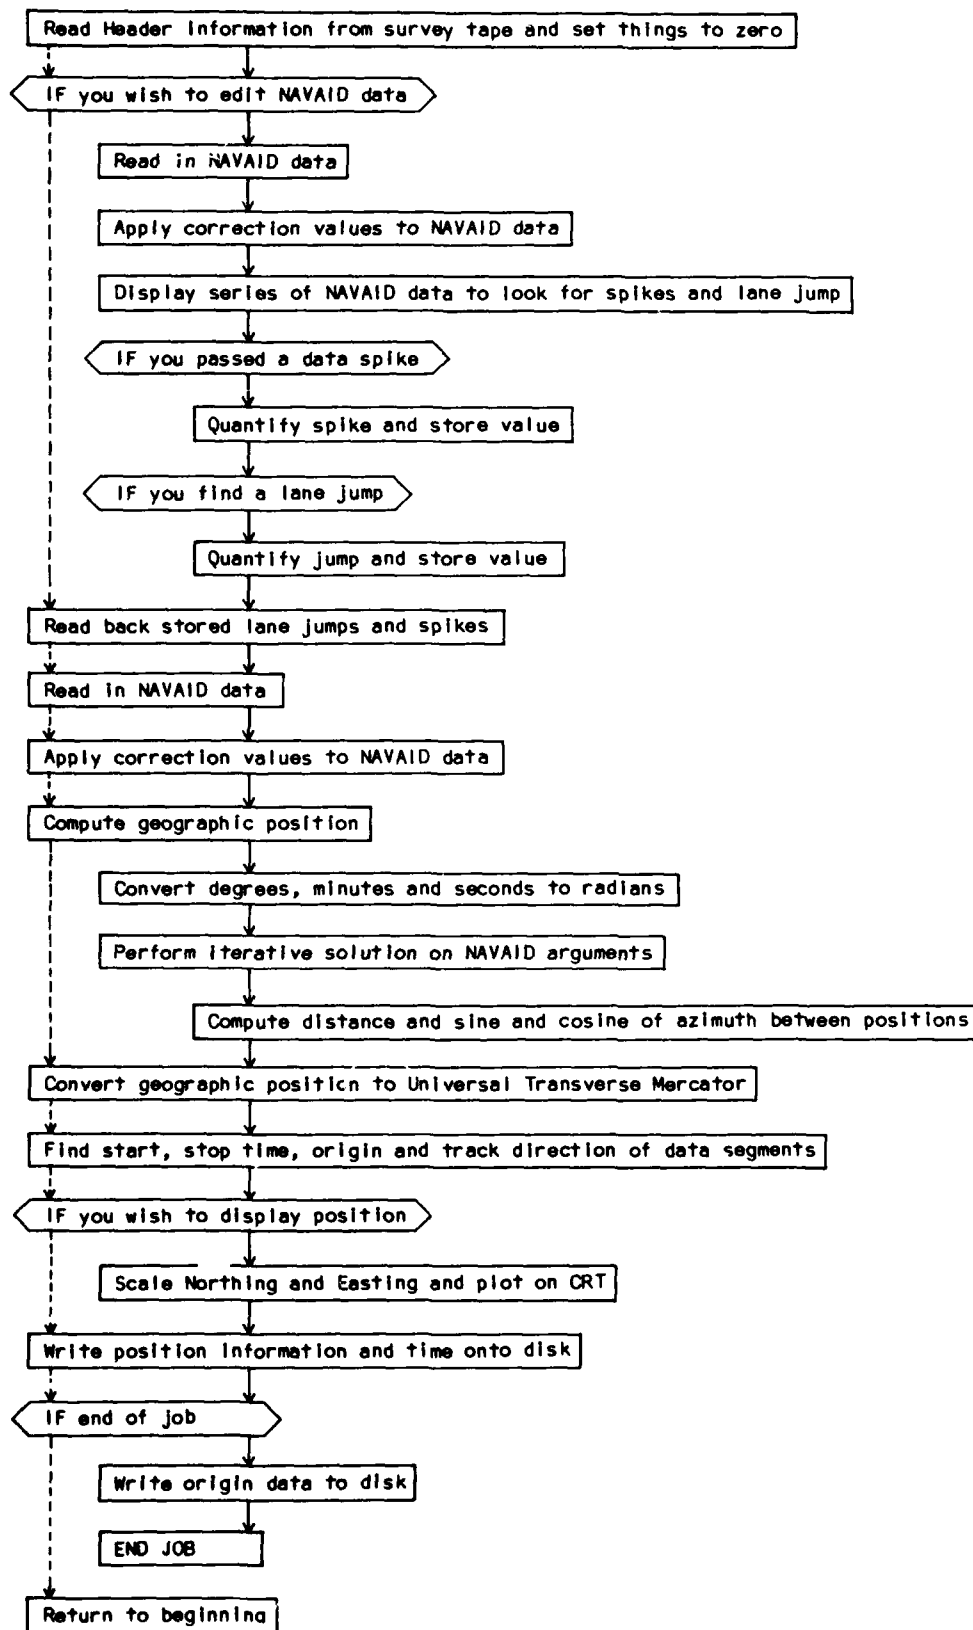 Read Header Information from survey tape and set things to zero
IF you wish to edit NAVAID data
Read in NAVAID data
Apply correction values to NAVAID data
Display series of NAVAID data to look for spikes and lane jump
IF you passed a data spike
Quantify spike and store value
IF you find a lane jump
Quantify jump and store value
Read back stored lane jumps and spikes
Read in NAVAID data
Apply correction values to NAVAID data
Compute geographic position
Convert degrees, minutes and seconds to radians
Perform iterative solution on NAVAID arguments
Compute distance and sine and cosine of azimuth between positions
Convert geographic position to Universal Transverse Mercator
Find start, stop time, origin and track direction of data segments
IF you wish to display position
Scale Northing and Easting and plot on CRT
Write position information and time onto disk
IF end of job
Write origin data to disk
END JOB
Return to beginning